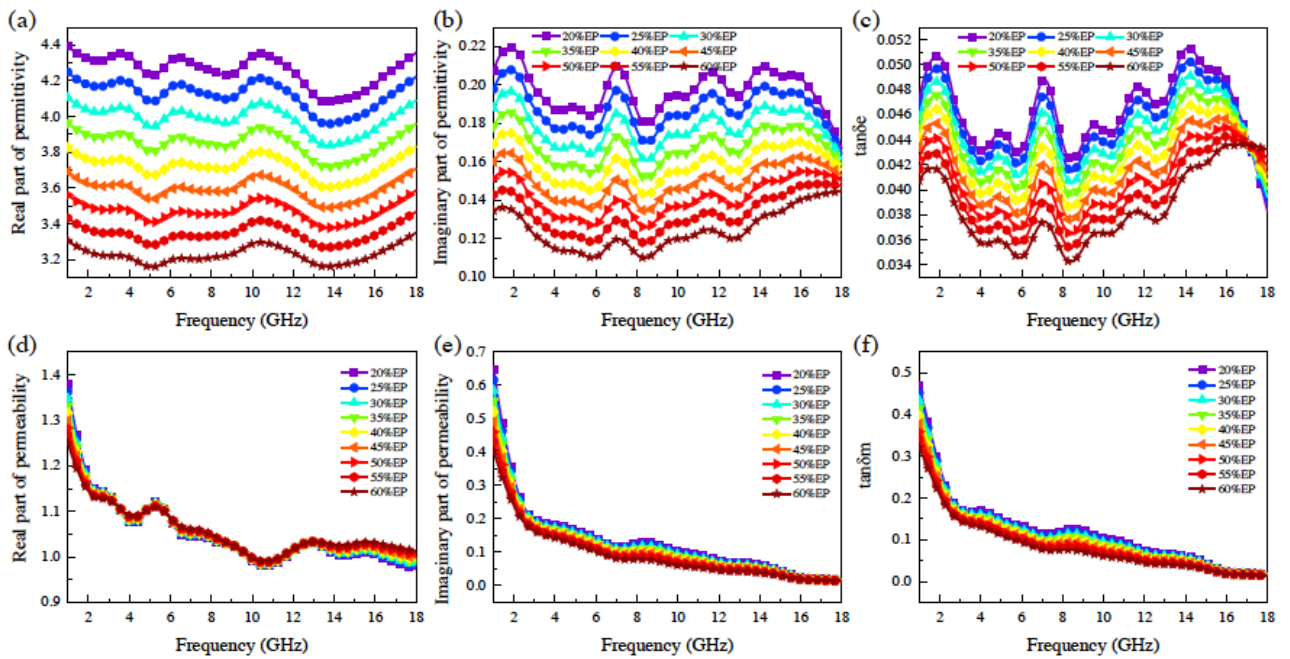 (a)
4.4
4.2
4.0
3.8
3.6
3.4
3.2
2 4 6 8 10 12 14 16 18
Real part of pemittivity
Frequency (GHz)
(b)
20%EP 25%EP 30%EP
35%EP 40%EP 45%EP
50%EP 55%EP 60%EP
0.22
0.20
0.18
0.16
0.14
0.12
0.10
2 4 6 8 10 12 14 16 18
Imaginary part of pemittivity
Frequency (GHz)
(c)
20%EP 25%EP 30%EP
35%EP 40%EP 45%EP
50%EP 55%EP 60%EP
0.052
0.050
0.048
0.046
0.044
0.042
0.040
0.038
0.036
0.034
2 4 6 8 10 12 14 16 18
tanδe
Frequency (GHz)
(d)
20%EP
25%EP
30%EP
35%EP
40%EP
45%EP
50%EP
55%EP
60%EP
1.4
1.3
1.2
1.1
1.0
0.9
2 4 6 8 10 12 14 16 18
Real part of permeability
Frequency (GHz)
(e)
20%EP
25%EP
30%EP
35%EP
40%EP
45%EP
50%EP
55%EP
60%EP
0.7
0.6
0.5
0.4
0.3
0.2
0.1
0.0
2 4 6 8 10 12 14 16 18
Imaginary part of permeability
Frequency (GHz)
(f)
20%EP
25%EP
30%EP
35%EP
40%EP
45%EP
50%EP
55%EP
60%EP
0.5
0.4
0.3
0.2
0.1
0.0
2 4 6 8 10 12 14 16 18
tanδm
Frequency (GHz)